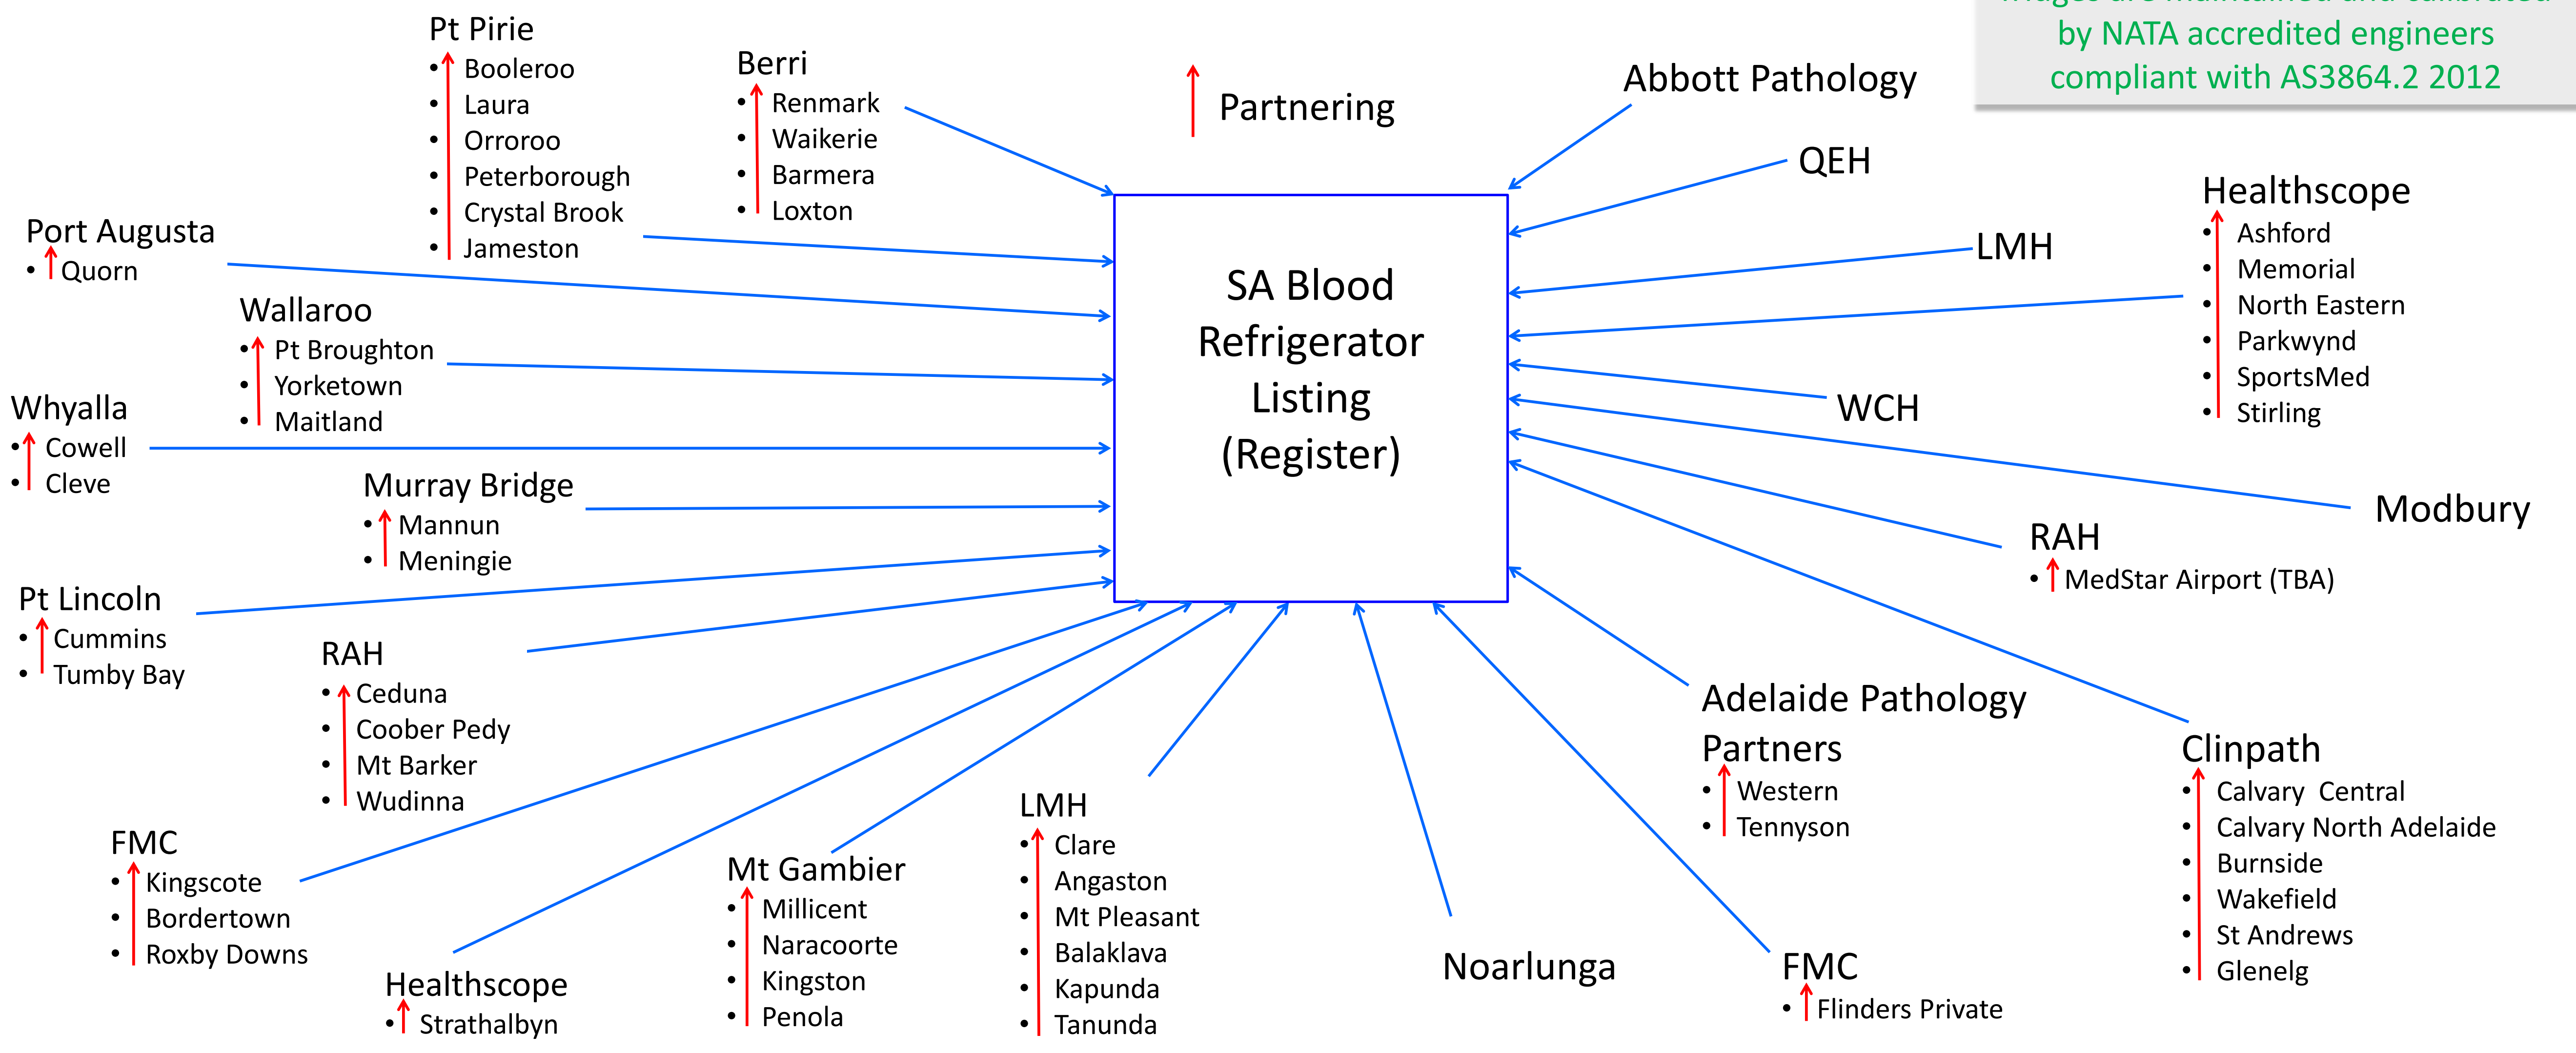 fridges are maintained and calibrated
by NATA accredited engineers
compliant with AS3864.2 2012
Partnering
SA Blood
Refrigerator
Listing
(Register)
Pt Pirie
• Booleroo
• Laura
• Orroroo
• Peterborough
• Crystal Brook
• Jameston
Berri
• Renmark
• Waikerie
• Barmera
• Loxton
Port Augusta
• Quorn
Wallaroo
• Pt Broughton
• Yorketown
• Maitland
Whyalla
• Cowell
• Cleve
Murray Bridge
• Mannun
• Meningie
Pt Lincoln
• Cummins
• Tumby Bay
RAH
• Ceduna
• Coober Pedy
• Mt Barker
• Wudinna
FMC
• Kingscote
• Bordertown
• Roxby Downs
Healthscope
• Strathalbyn
Mt Gambier
• Millicent
• Naracoorte
• Kingston
• Penola
LMH
• Clare
• Angaston
• Mt Pleasant
• Balaklava
• Kapunda
• Tanunda
Noarlunga
FMC
• Flinders Private
Adelaide Pathology
Partners
• Western
• Tennyson
Clinpath
• Calvary  Central
• Calvary North Adelaide
• Burnside
• Wakefield
• St Andrews
• Glenelg
RAH
• MedStar Airport (TBA)
Modbury
WCH
Healthscope
• Ashford
• Memorial
• North Eastern
• Parkwynd
• SportsMed
• Stirling
LMH
QEH
Abbott Pathology